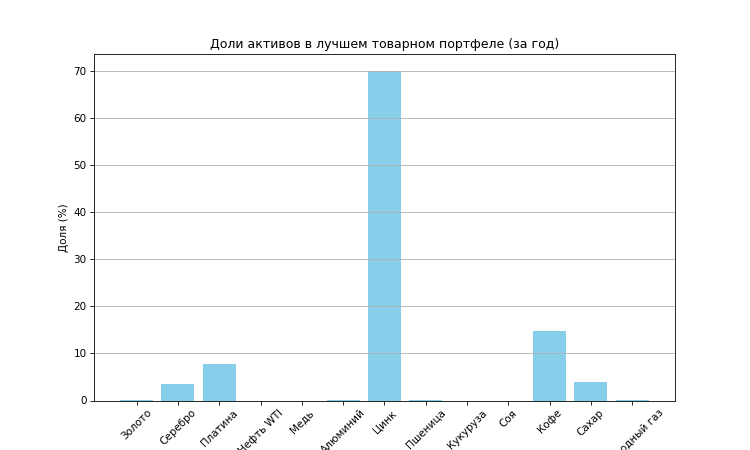 Доли активов в лучшем товарном портфеле (за год)
Доля (%)
70
60
50
40
30
20
10
0
Золото
Серебро
Платина
Нефть WTI
Медь
Алюминий
Цинк
Пшеница
Кукуруза
Соя
Кофе
Сахар
газ